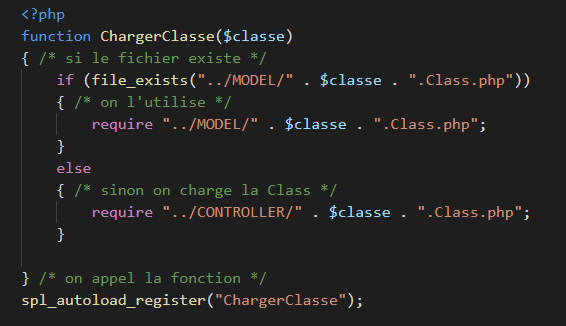 <?php
function ChargerClasse($classe)
{ /* si le fichier existe */
    if (file_exists("../MODEL/" . $classe . ".Class.php"))
    { /* on l'utilise */
        require "../MODEL/" . $classe . ".Class.php";
    }
    else
    { /* sinon on charge la Class */
        require "../CONTROLLER/" . $classe . ".Class.php";
    }
} /* on appel la fonction */
spl_autoload_register("ChargerClasse");